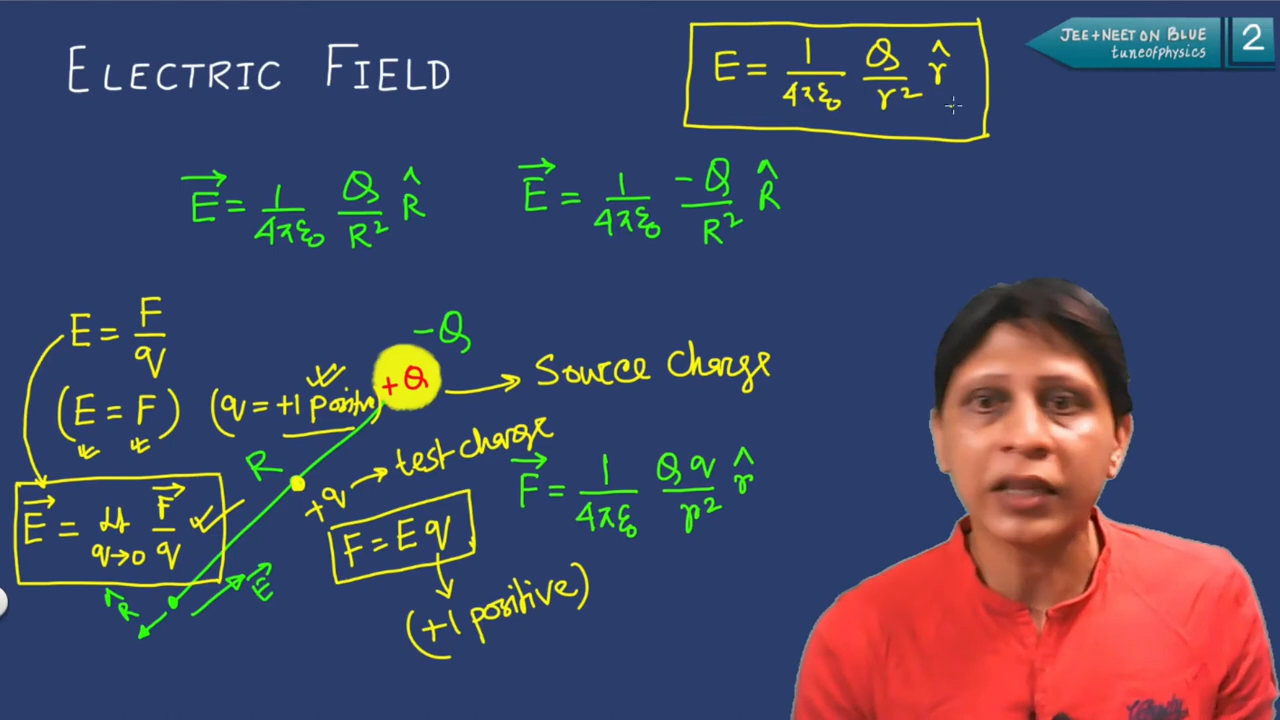 ELECTRIC FIELD
E = 1/4πε₀ Q/r² r̂
JEE+NEET ON BLUE
tuneofphysics
2
E⃗ = 1/4πε₀ Q/R² R̂
E⃗ = 1/4πε₀ -Q/R² R̂
E = F/q
(E = F)
(q = +1 positive)
-Q
+Q
Source charge
R
+q
test charge
F⃗ = 1/4πε₀ Qq/r² r̂
E⃗ = lt q→0 F⃗/q
F = Eq
(+1 positive)
R̂
E⃗